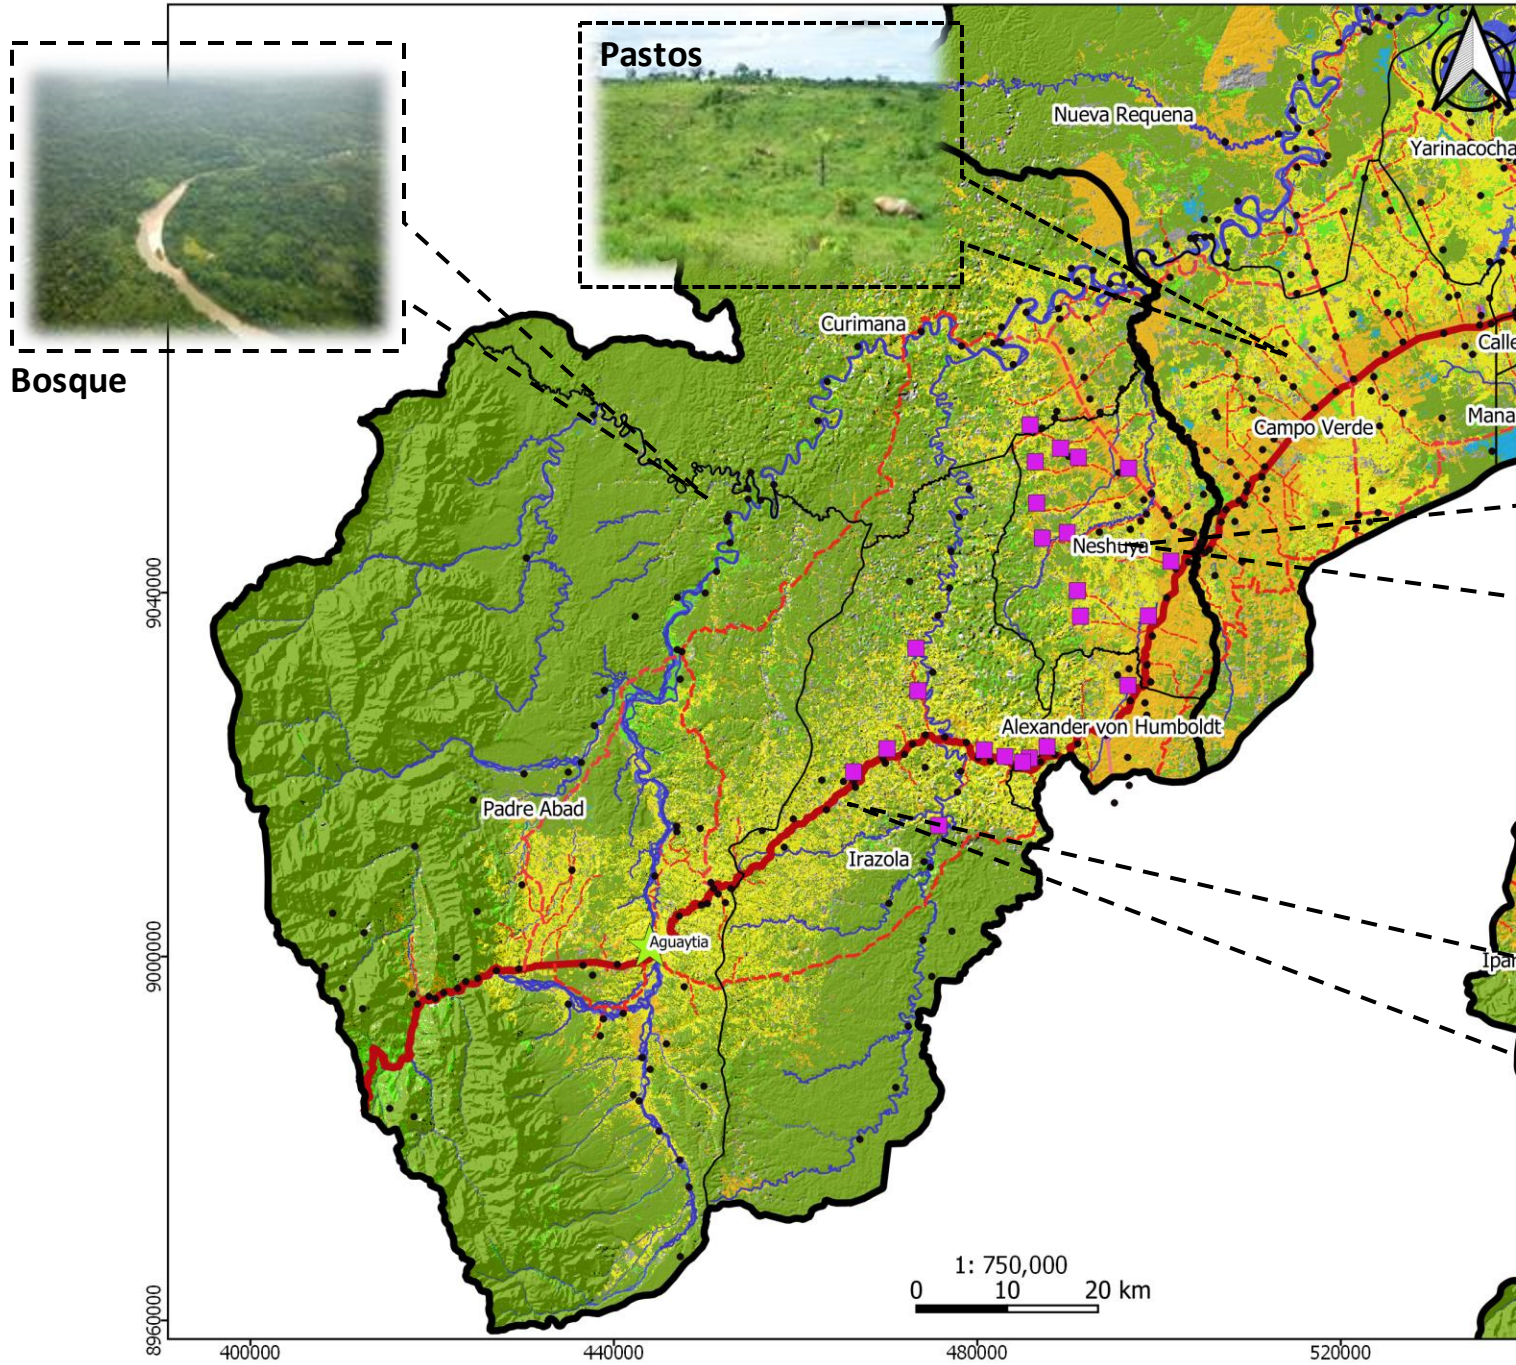 Pastos
Bosque
Nueva Requena
Yarinacocha
Curimana
Calle
Campo Verde
Mana
Neshuya
Alexander von Humboldt
Padre Abad
Irazola
Aguaytia
Ipar
1: 750,000
0 10 20 km
9040000
9000000
8960000
400000 440000 480000 520000